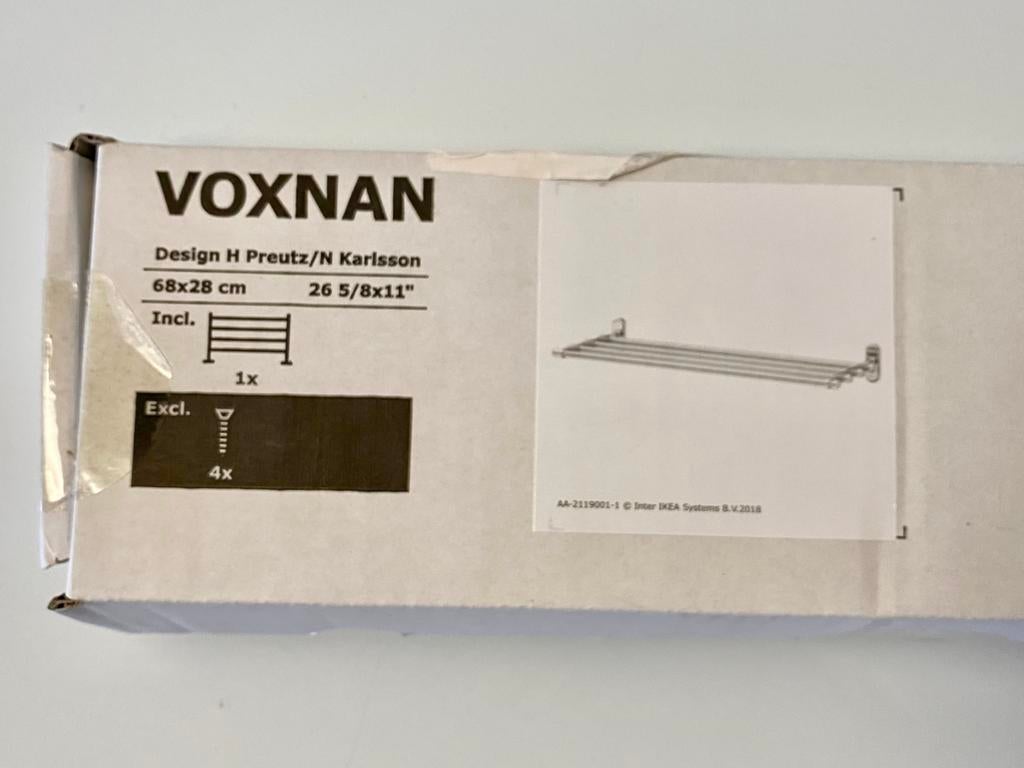 VOXNAN
Design H Preutz/N Karlsson
68x28 cm 26 5/8x11"
Incl.
1x
Excl.
4x
AA-2119001-1 © Inter IKEA Systems B.V.2018